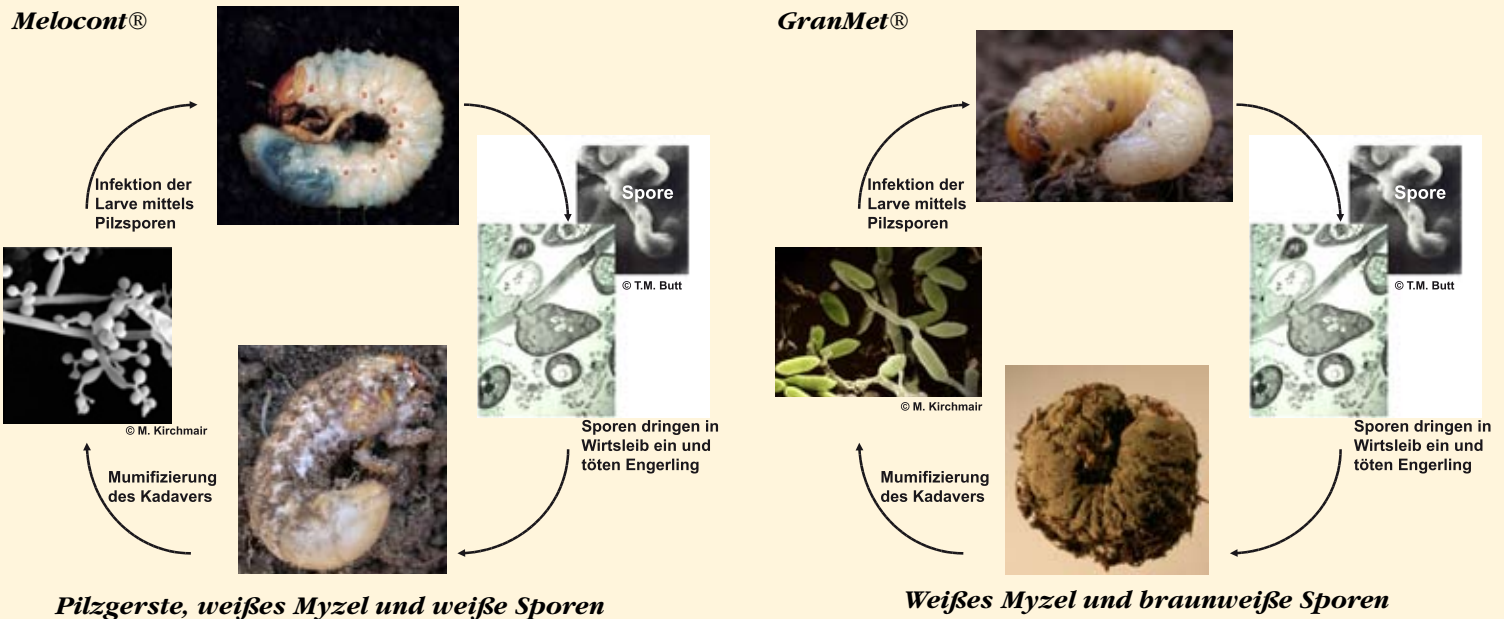 Melocont®
Infektion der
Larve mittels
Pilzsporen
Spore
© T.M. Butt
© M. Kirchmair
Sporen dringen in
Wirtsleib ein und
töten Engerling
Mumifizierung
des Kadavers
Pilzgerste, weißes Myzel und weiße Sporen
GranMet®
Infektion der
Larve mittels
Pilzsporen
Spore
© T.M. Butt
© M. Kirchmair
Sporen dringen in
Wirtsleib ein und
töten Engerling
Mumifizierung
des Kadavers
Weißes Myzel und braunweiße Sporen